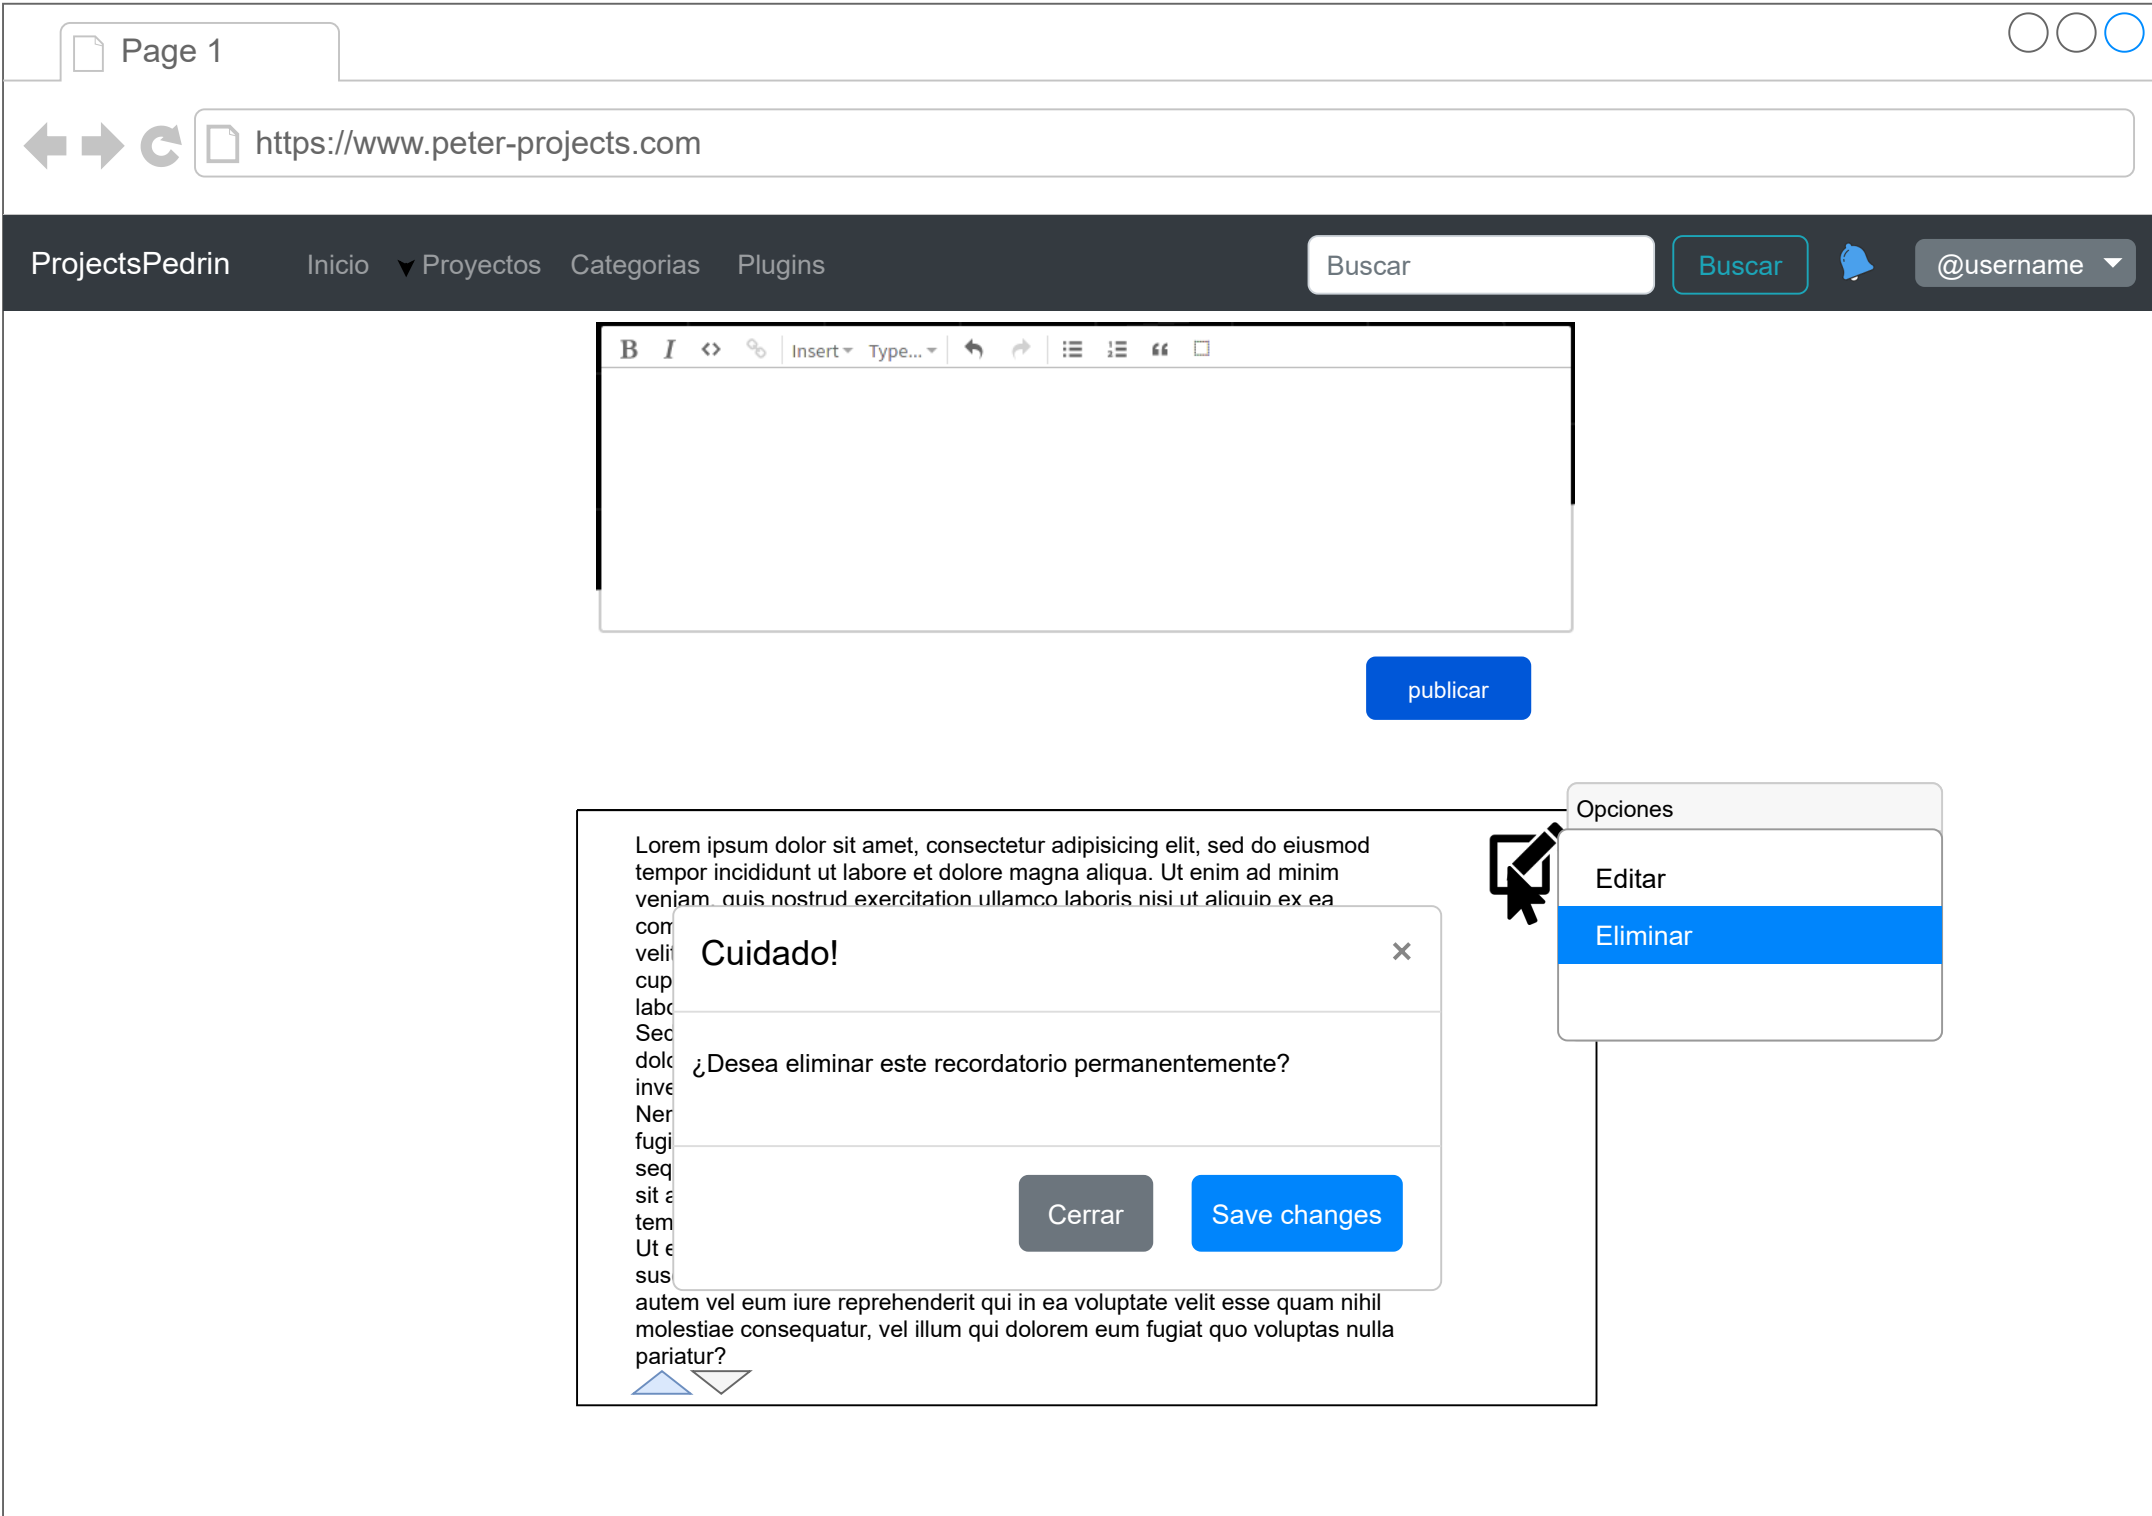 Page 1
https://www.peter-projects.com
ProjectsPedrin Inicio Proyectos Categorias Plugins Buscar Buscar @username
B I <> Insert Type...
publicar
Opciones
Editar
Eliminar
Lorem ipsum dolor sit amet, consectetur adipisicing elit, sed do eiusmod
tempor incididunt ut labore et dolore magna aliqua. Ut enim ad minim
veniam, quis nostrud exercitation ullamco laboris nisi ut aliquip ex ea
Cuidado! ×
¿Desea eliminar este recordatorio permanentemente?
Cerrar Save changes
autem vel eum iure reprehenderit qui in ea voluptate velit esse quam nihil
molestiae consequatur, vel illum qui dolorem eum fugiat quo voluptas nulla
pariatur?